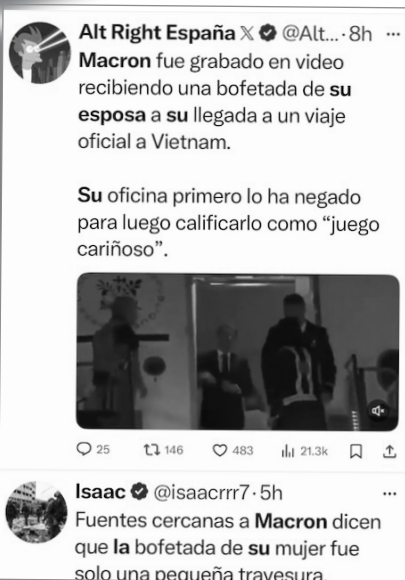 Alt Right España X @Alt... · 8h ...
Macron fue grabado en video
recibiendo una bofetada de su
esposa a su llegada a un viaje
oficial a Vietnam.
Su oficina primero lo ha negado
para luego calificarlo como “juego
cariñoso”.
25 146 483 21.3k
Isaac @isaacrrr7 · 5h ...
Fuentes cercanas a Macron dicen
que la bofetada de su mujer fue
solo una pequeña travesura.